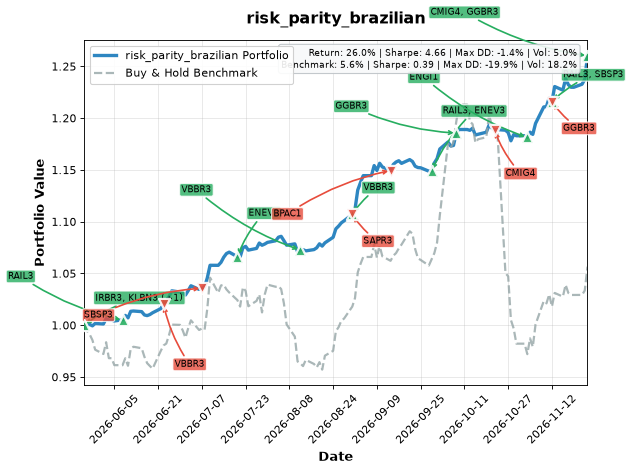 CMIG4, GGBR3
risk_parity_brazilian
risk_parity_brazilian Portfolio
Buy & Hold Benchmark
Return: 26.0% | Sharpe: 4.66 | Max DD: -1.4% | Vol: 5.0%
Benchmark: 5.6% | Sharpe: 0.39 | Max DD: -19.9% | Vol: 18.2%
ENGI1
RAIL3, SBSP3
GGBR3
RAIL3, ENEV3
GGBR3
CMIG4
VBBR3
VBBR3
BPAC1
SAPR3
RAIL3
IRBR3, KLBN3
SBSP3
VBBR3
Portfolio Value
1.25
1.20
1.15
1.10
1.05
1.00
0.95
2026-06-05
2026-06-21
2026-07-07
2026-07-23
2026-08-08
2026-08-24
2026-09-09
2026-09-25
2026-10-11
2026-10-27
2026-11-12
Date